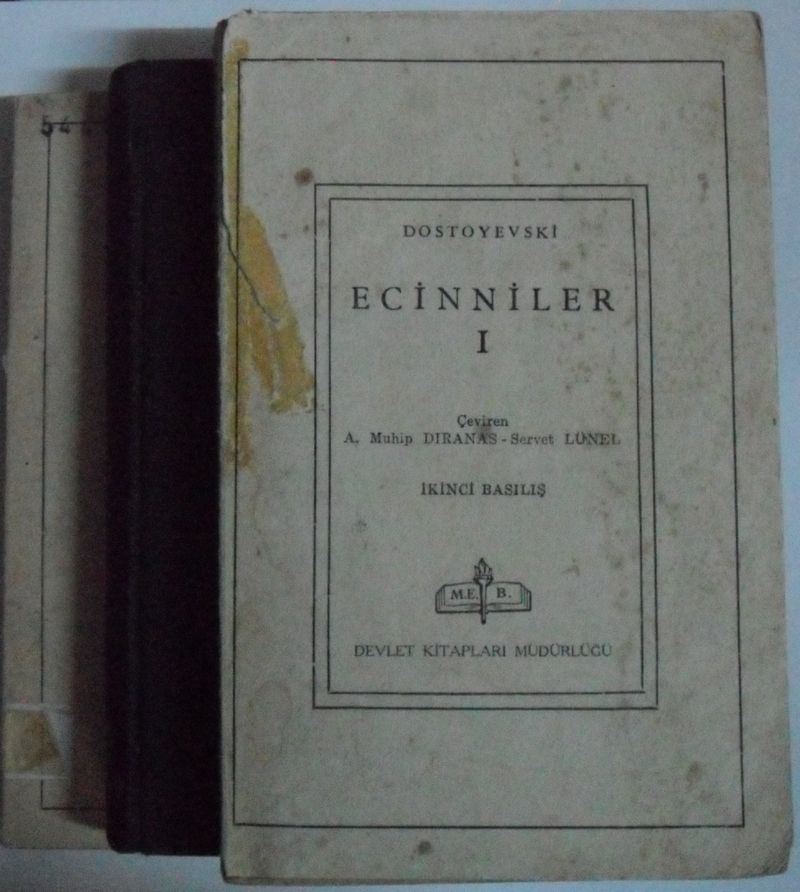 DOSTOYEVSKİ
ECİNNİLER
I
Çeviren
A. Muhip DIRANAS - Servet LÜNEL
İKİNCİ BASILIŞ
M.E. B.
DEVLET KİTAPLARI MÜDÜRLÜĞÜ